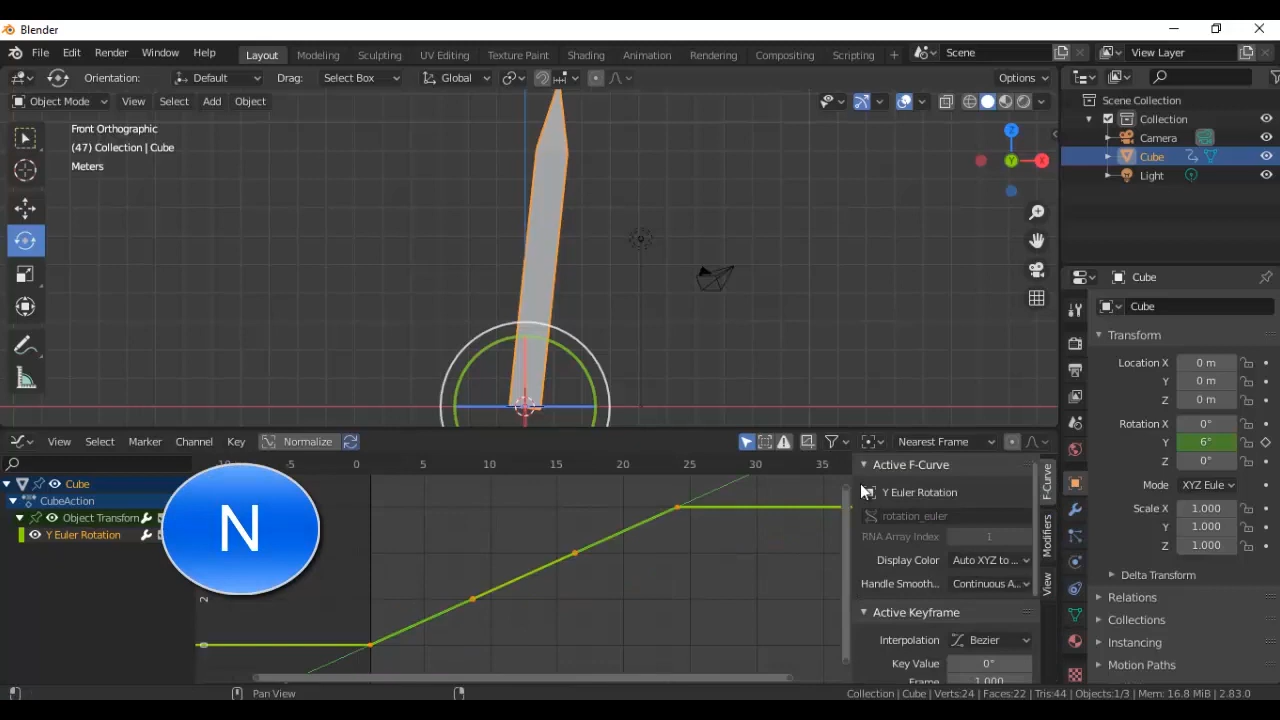 Blender
File Edit Render Window Help Layout Modeling Sculpting UV Editing Texture Paint Shading Animation Rendering Compositing Scripting + Scene View Layer
Orientation: Default Drag: Select Box Global Options
Object Mode View Select Add Object
Front Orthographic
(47) Collection | Cube
Meters
Z
Y
X
Scene Collection
Collection
Camera
Cube
Light
Cube
Cube
Transform
Location X 0 m
Y 0 m
Z 0 m
Rotation X 0°
Y 6°
Z 0°
Mode XYZ Eule
Scale X 1.000
Y 1.000
Z 1.000
Delta Transform
Relations
Collections
Instancing
Motion Paths
View Select Marker Channel Key Normalize Nearest Frame
-5 0 5 10 15 20 25 30 35
Cube
CubeAction
Object Transform
Y Euler Rotation
N
2
0
Active F-Curve
Y Euler Rotation
rotation_euler
RNA Array Index 1
Display Color Auto XYZ to ...
Handle Smooth... Continuous A...
Active Keyframe
Interpolation Bezier
Key Value 0°
Frame 1.000
F-Curve
Modifiers
View
Pan View
Collection | Cube | Verts:24 | Faces:22 | Tris:44 | Objects:1/3 | Mem: 16.8 MiB | 2.83.0